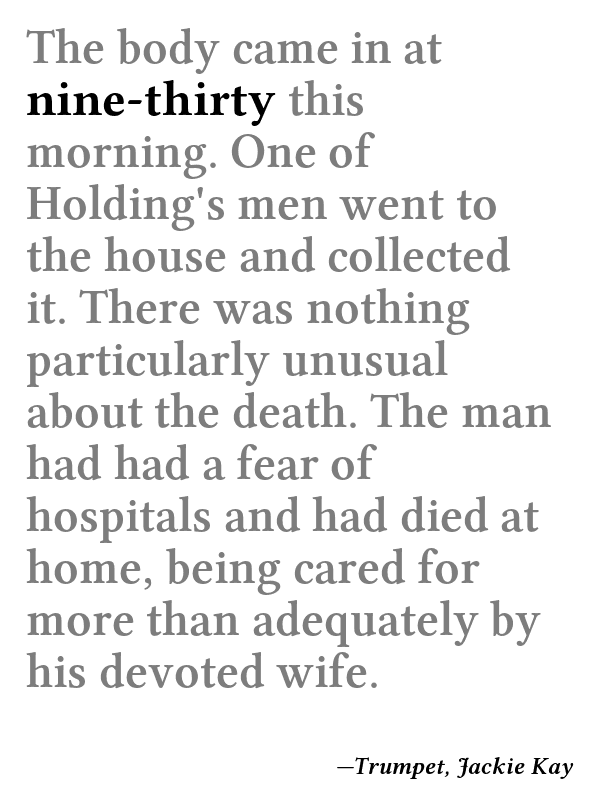 The body came in at
nine-thirty this
morning. One of
Holding's men went to
the house and collected
it. There was nothing
particularly unusual
about the death. The man
had had a fear of
hospitals and had died at
home, being cared for
more than adequately by
his devoted wife.
—Trumpet, Jackie Kay